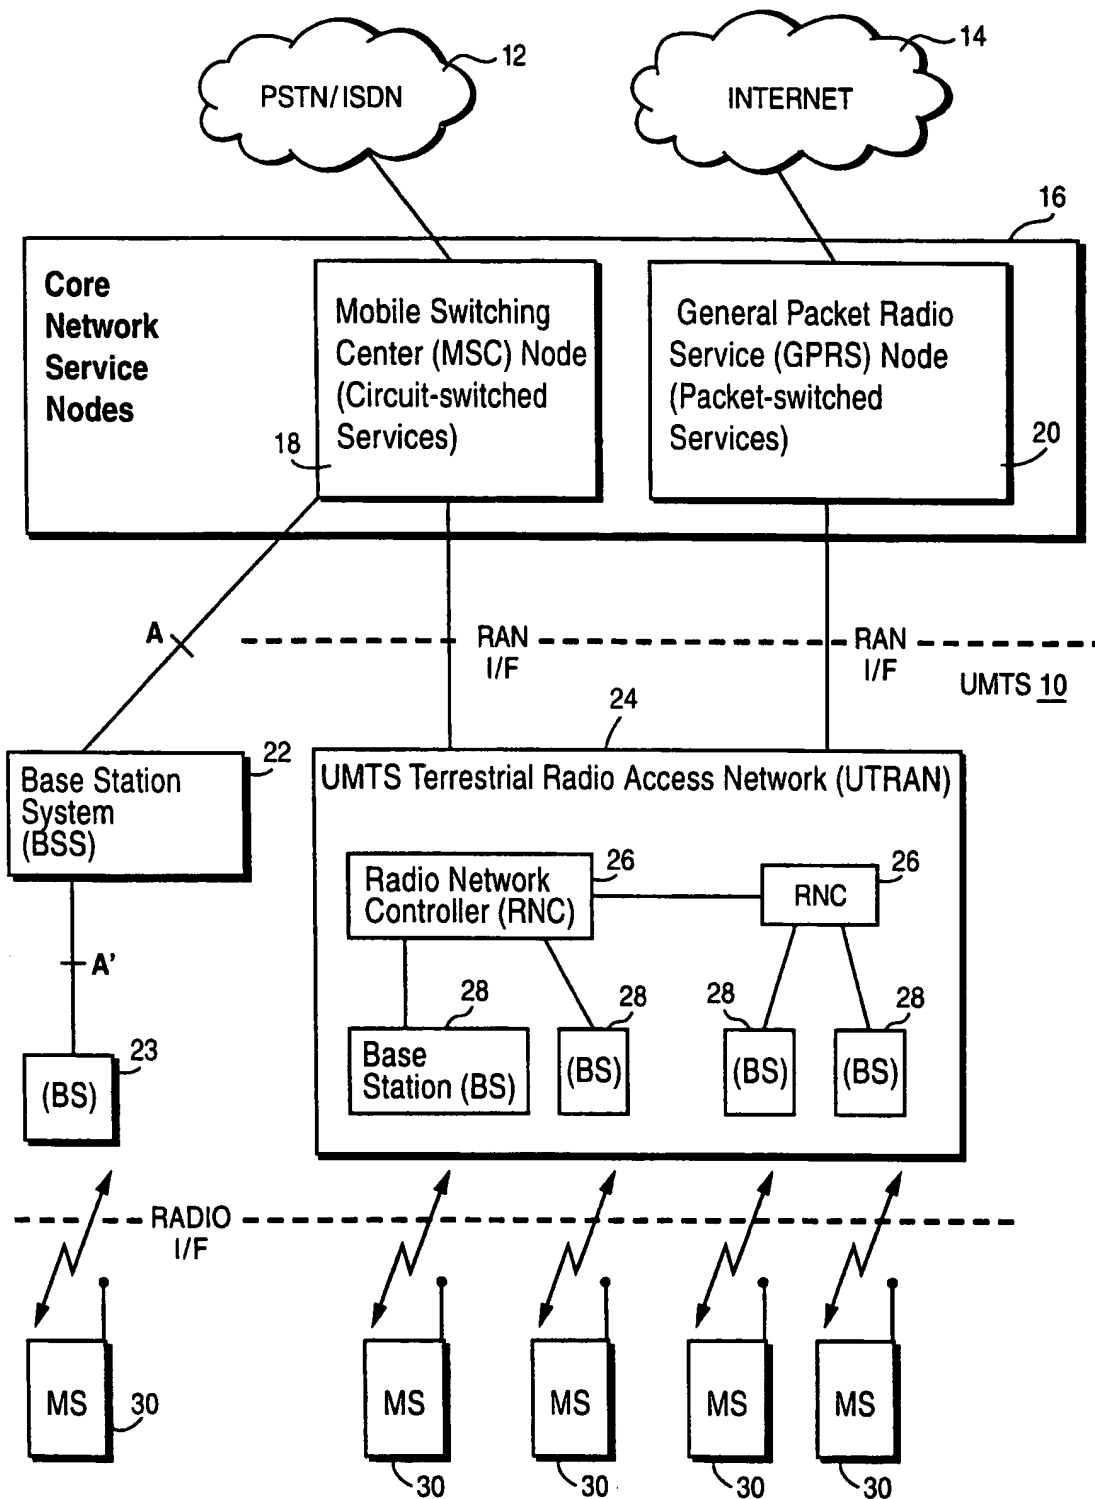 12
14
PSTN/ISDN
INTERNET
16
Core
Network
Service
Nodes
Mobile Switching
Center (MSC) Node
(Circuit-switched
Services)
18
General Packet Radio
Service (GPRS) Node
(Packet-switched
Services)
20
A
RAN
I/F
RAN
I/F
UMTS 10
24
22
Base Station
System
(BSS)
UMTS Terrestrial Radio Access Network (UTRAN)
26
Radio Network
Controller (RNC)
26
RNC
A'
28
28
28
28
23
(BS)
Base
Station (BS)
(BS)
(BS)
(BS)
RADIO
I/F
MS
30
MS
30
MS
30
MS
30
MS
30